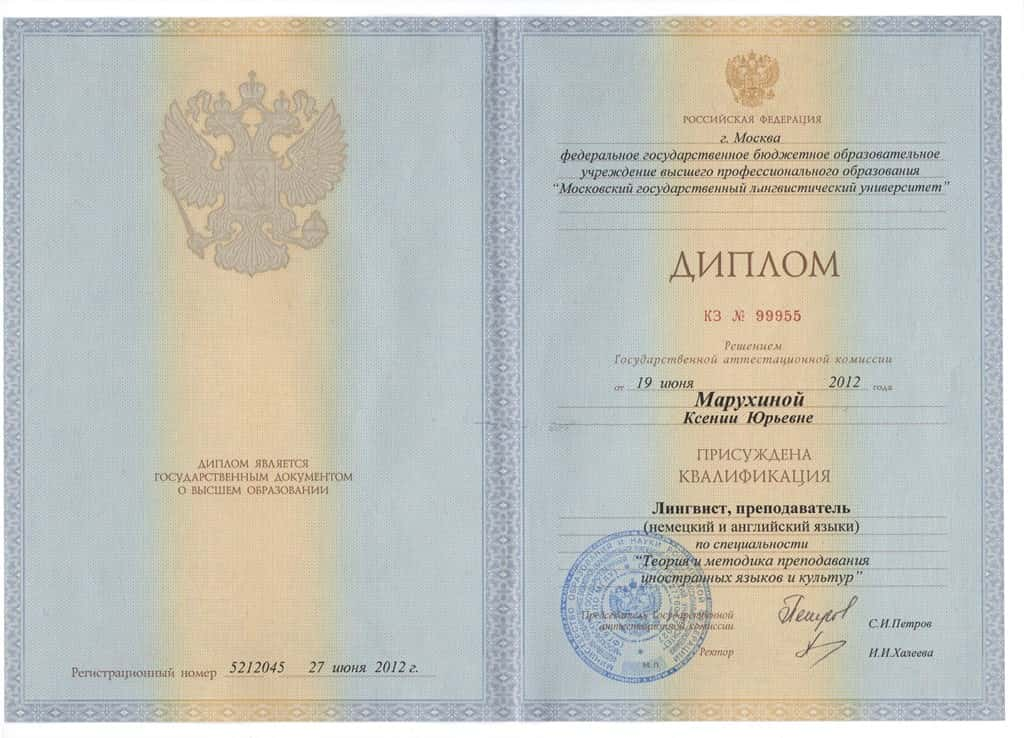 ДИПЛОМ ЯВЛЯЕТСЯ
ГОСУДАРСТВЕННЫМ ДОКУМЕНТОМ
О ВЫСШЕМ ОБРАЗОВАНИИ
Регистрационный номер 5212045 27 июня 2012 г.
РОССИЙСКАЯ ФЕДЕРАЦИЯ
г. Москва
федеральное государственное бюджетное образовательное
учреждение высшего профессионального образования
"Московский государственный лингвистический университет"
ДИПЛОМ
КЗ № 99955
Решением
Государственной аттестационной комиссии
от 19 июня 2012 года
Марухиной
Ксении Юрьевне
ПРИСУЖДЕНА
КВАЛИФИКАЦИЯ
Лингвист, преподаватель
(немецкий и английский языки)
по специальности
"Теория и методика преподавания
иностранных языков и культур"
Председатель Государственной
аттестационной комиссии
Петров
С.И.Петров
Ректор
И.И.Халеева
М.П.